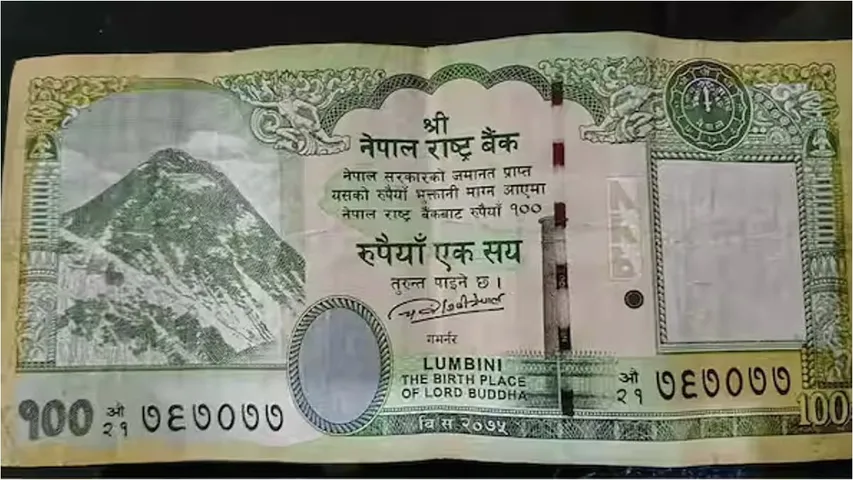 श्री
नेपाल राष्ट्र बैंक
नेपाल सरकारको जमानत प्राप्त
यसको रुपैयाँ भुक्तानी माग्न आएमा
नेपाल राष्ट्र बैंकबाट रुपैयाँ १००
रुपैयाँ एक सय
तुरुन्त पाइने छ।
गभर्नर
LUMBINI
THE BIRTH PLACE
OF LORD BUDDHA
औ
२१ ७६७०७७
१०० औ
२१ ७६७०७७
100
वि सं २०७५
NRB